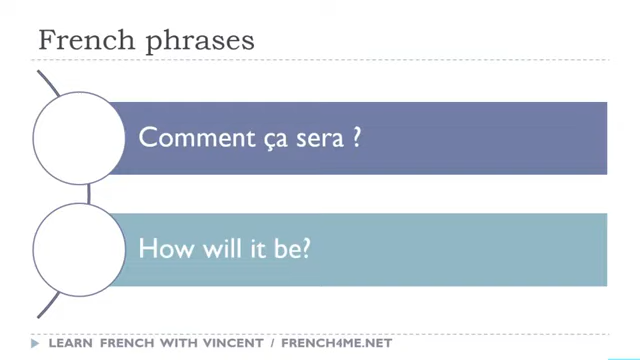 French phrases
Comment ça sera ?
How will it be?
LEARN FRENCH WITH VINCENT / FRENCH4ME.NET